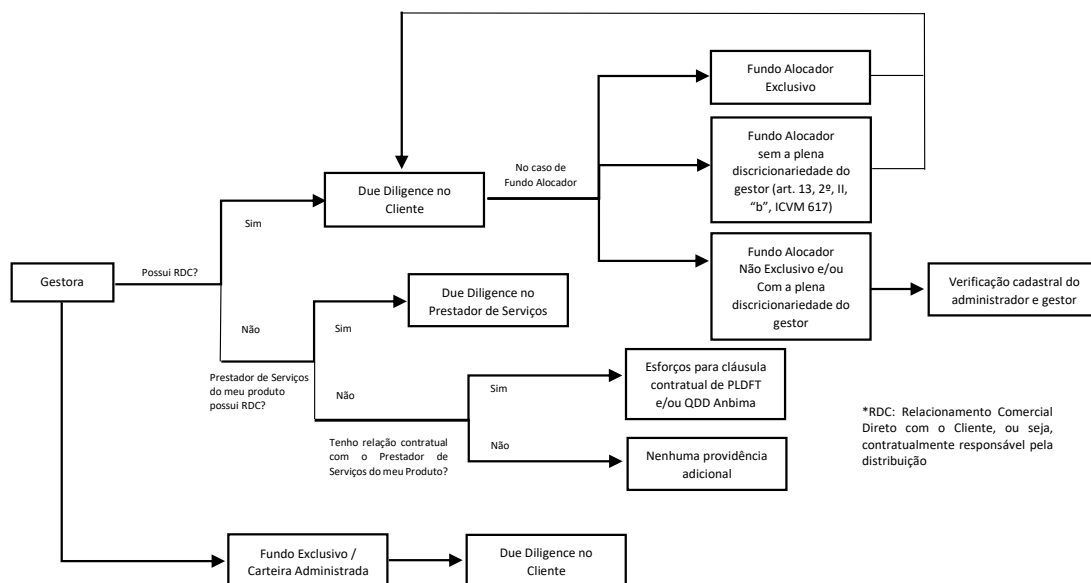 Fundo Alocador
Exclusivo
No caso de
Fundo Alocador
Fundo Alocador
sem a plena
discricionariedade do
gestor (art. 13, 2º, II,
“b”, ICVM 617)
Due Diligence no
Cliente
Sim
Fundo Alocador
Não Exclusivo e/ou
Com a plena
discricionariedade do
gestor
Verificação cadastral do
administrador e gestor
Gestora
Possui RDC?
Due Diligence no
Prestador de Serviços
Não
Sim
Prestador de Serviços
do meu produto
possui RDC?
Não
Sim
Esforços para cláusula
contratual de PLDFT
e/ou QDD Anbima
Tenho relação contratual
com o Prestador de
Serviços do meu Produto?
Não
Nenhuma providência
adicional
*RDC: Relacionamento Comercial
Direto com o Cliente, ou seja,
contratualmente responsável pela
distribuição
Fundo Exclusivo /
Carteira Administrada
Due Diligence no
Cliente